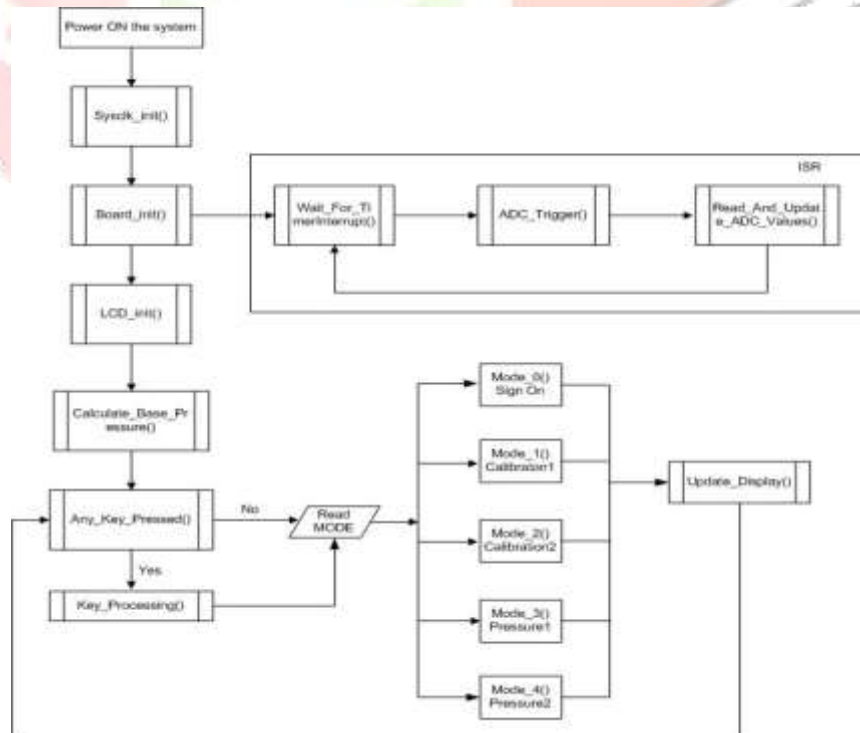 Power ON the system
Sysclk_init()
ISR
Board_init()
Wait_For_Ti
merInterrupt()
ADC_Trigger()
Read_And_Updat
e_ADC_Values()
LCD_init()
Calculate_Base_Pr
essure()
Any_Key_Pressed()
No
Yes
Key_Processing()
Read
MODE
Mode_0()
Sign On
Mode_1()
Calibration1
Mode_2()
Calibration2
Mode_3()
Pressure1
Mode_4()
Pressure2
Update_Display()